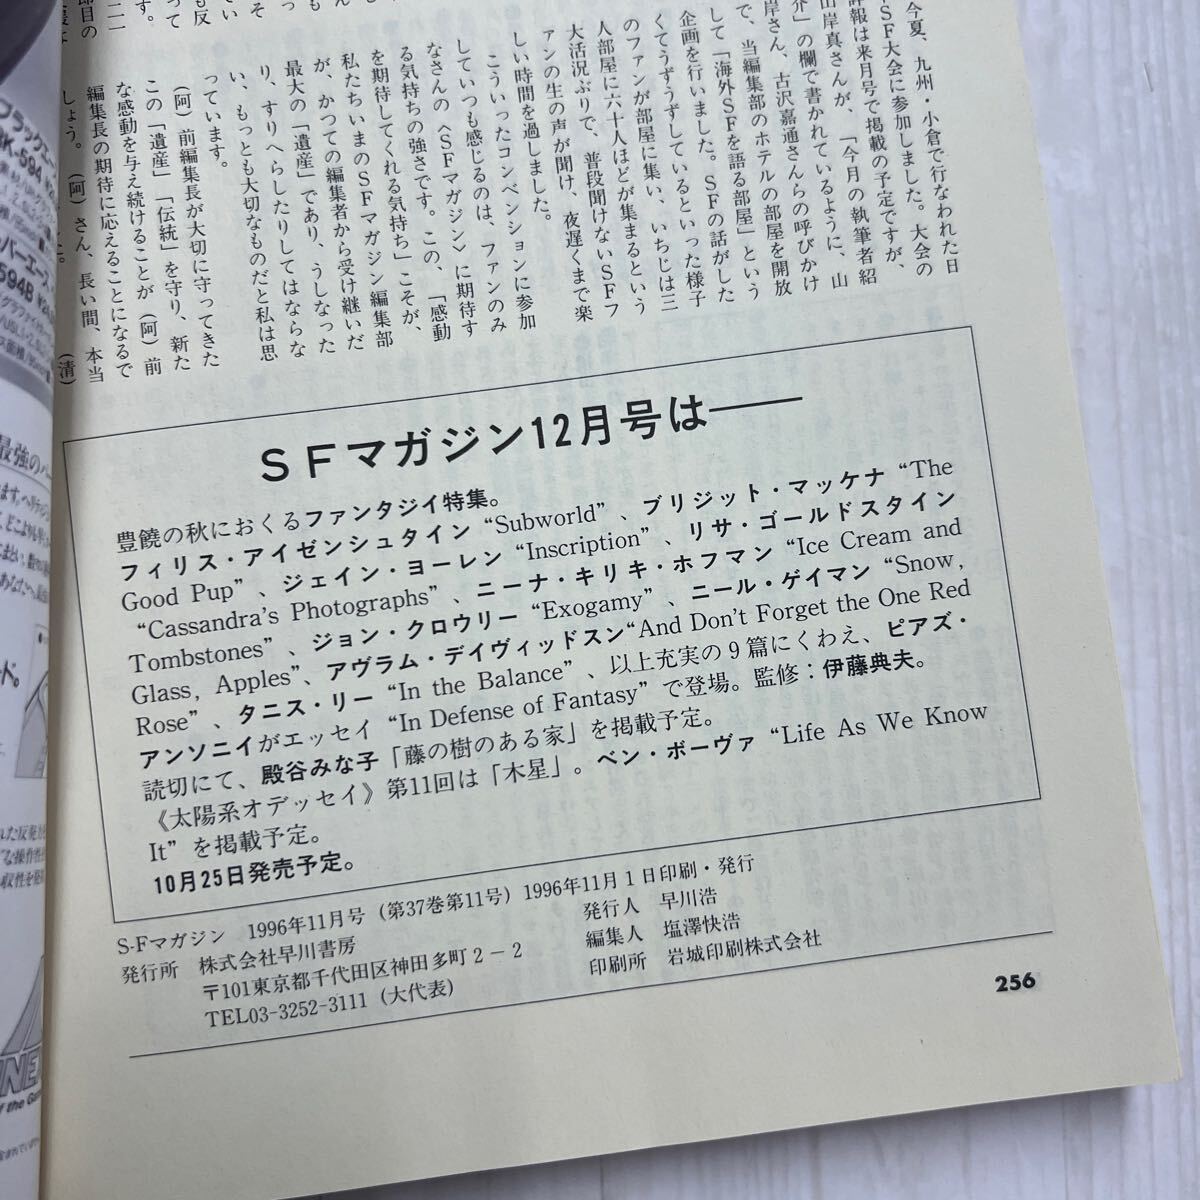 今夏、九州・小倉で行なわれた日
SF大会に参加しました。大会の
詳報は来月号で掲載の予定ですが、
山岸真さんが、「今月の執筆者紹
介」の欄で書かれているように、山
岸さん、古沢嘉通さんらの呼びかけ
で、当編集部のホテルの部屋を開放
して「海外SFを語る部屋」という
企画を行いました。SFの話がした
くてうずうずしているといった様子
のファンが部屋に集い、いちじは三
人部屋に六十人ほどが集まるという
大活況ぶりで、普段聞けないSFフ
ァンの生の声が聞け、夜遅くまで楽
しい時間を過しました。
こういったコンベンションに参加
していつも感じるのは、ファンのみ
なさんの〈SFマガジン〉に期待す
る気持ちの強さです。この、「感動
を期待してくれる気持ち」こそが、
私たちいまのSFマガジン編集部
が、かつての編集者から受け継いだ
最大の「遺産」であり、うしなった
り、すりへらしたりしてはならな
い、もっとも大切なものだと私は思
っています。
(阿)前編集長が大切に守ってきた
この「遺産」「伝統」を守り、新た
な感動を与え続けることが(阿)前
編集長の期待に応えることになるで
しょう。(阿)さん、長い間、本当
(清)
SFマガジン12月号は――
豊饒の秋におくるファンタジイ特集。
フィリス・アイゼンシュタイン“Subworld”、ブリジット・マッケナ“The
Good Pup”、ジェイン・ヨーレン“Inscription”、リサ・ゴールドスタイン
“Cassandra's Photographs”、ニーナ・キリキ・ホフマン“Ice Cream and
Tombstones”、ジョン・クロウリー“Exogamy”、ニール・ゲイマン“Snow,
Glass, Apples”、アヴラム・デイヴィッドスン“And Don't Forget the One Red
Rose”、タニス・リー“In the Balance”、以上充実の9篇にくわえ、ピアズ・
アンソニイがエッセイ“In Defense of Fantasy”で登場。監修：伊藤典夫。
読切にて、殿谷みな子「藤の樹のある家」を掲載予定。
《太陽系オデッセイ》第11回は「木星」。ベン・ボーヴァ“Life As We Know
It”を掲載予定。
10月25日発売予定。
S-Fマガジン 1996年11月号(第37巻第11号) 1996年11月1日印刷・発行
発行所 株式会社早川書房
〒101東京都千代田区神田多町2－2
TEL03-3252-3111(大代表)
発行人 早川浩
編集人 塩澤快浩
印刷所 岩城印刷株式会社
256